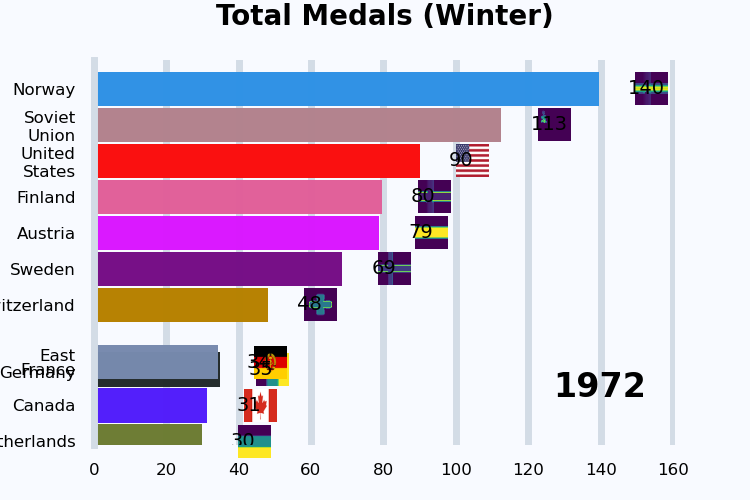 Total Medals (Winter)
Norway 140
Soviet Union 113
United States 90
Finland 80
Austria 79
Sweden 69
itzerland 48
East
France
Germany
Canada 31
therlands 30
1972
0 20 40 60 80 100 120 140 160